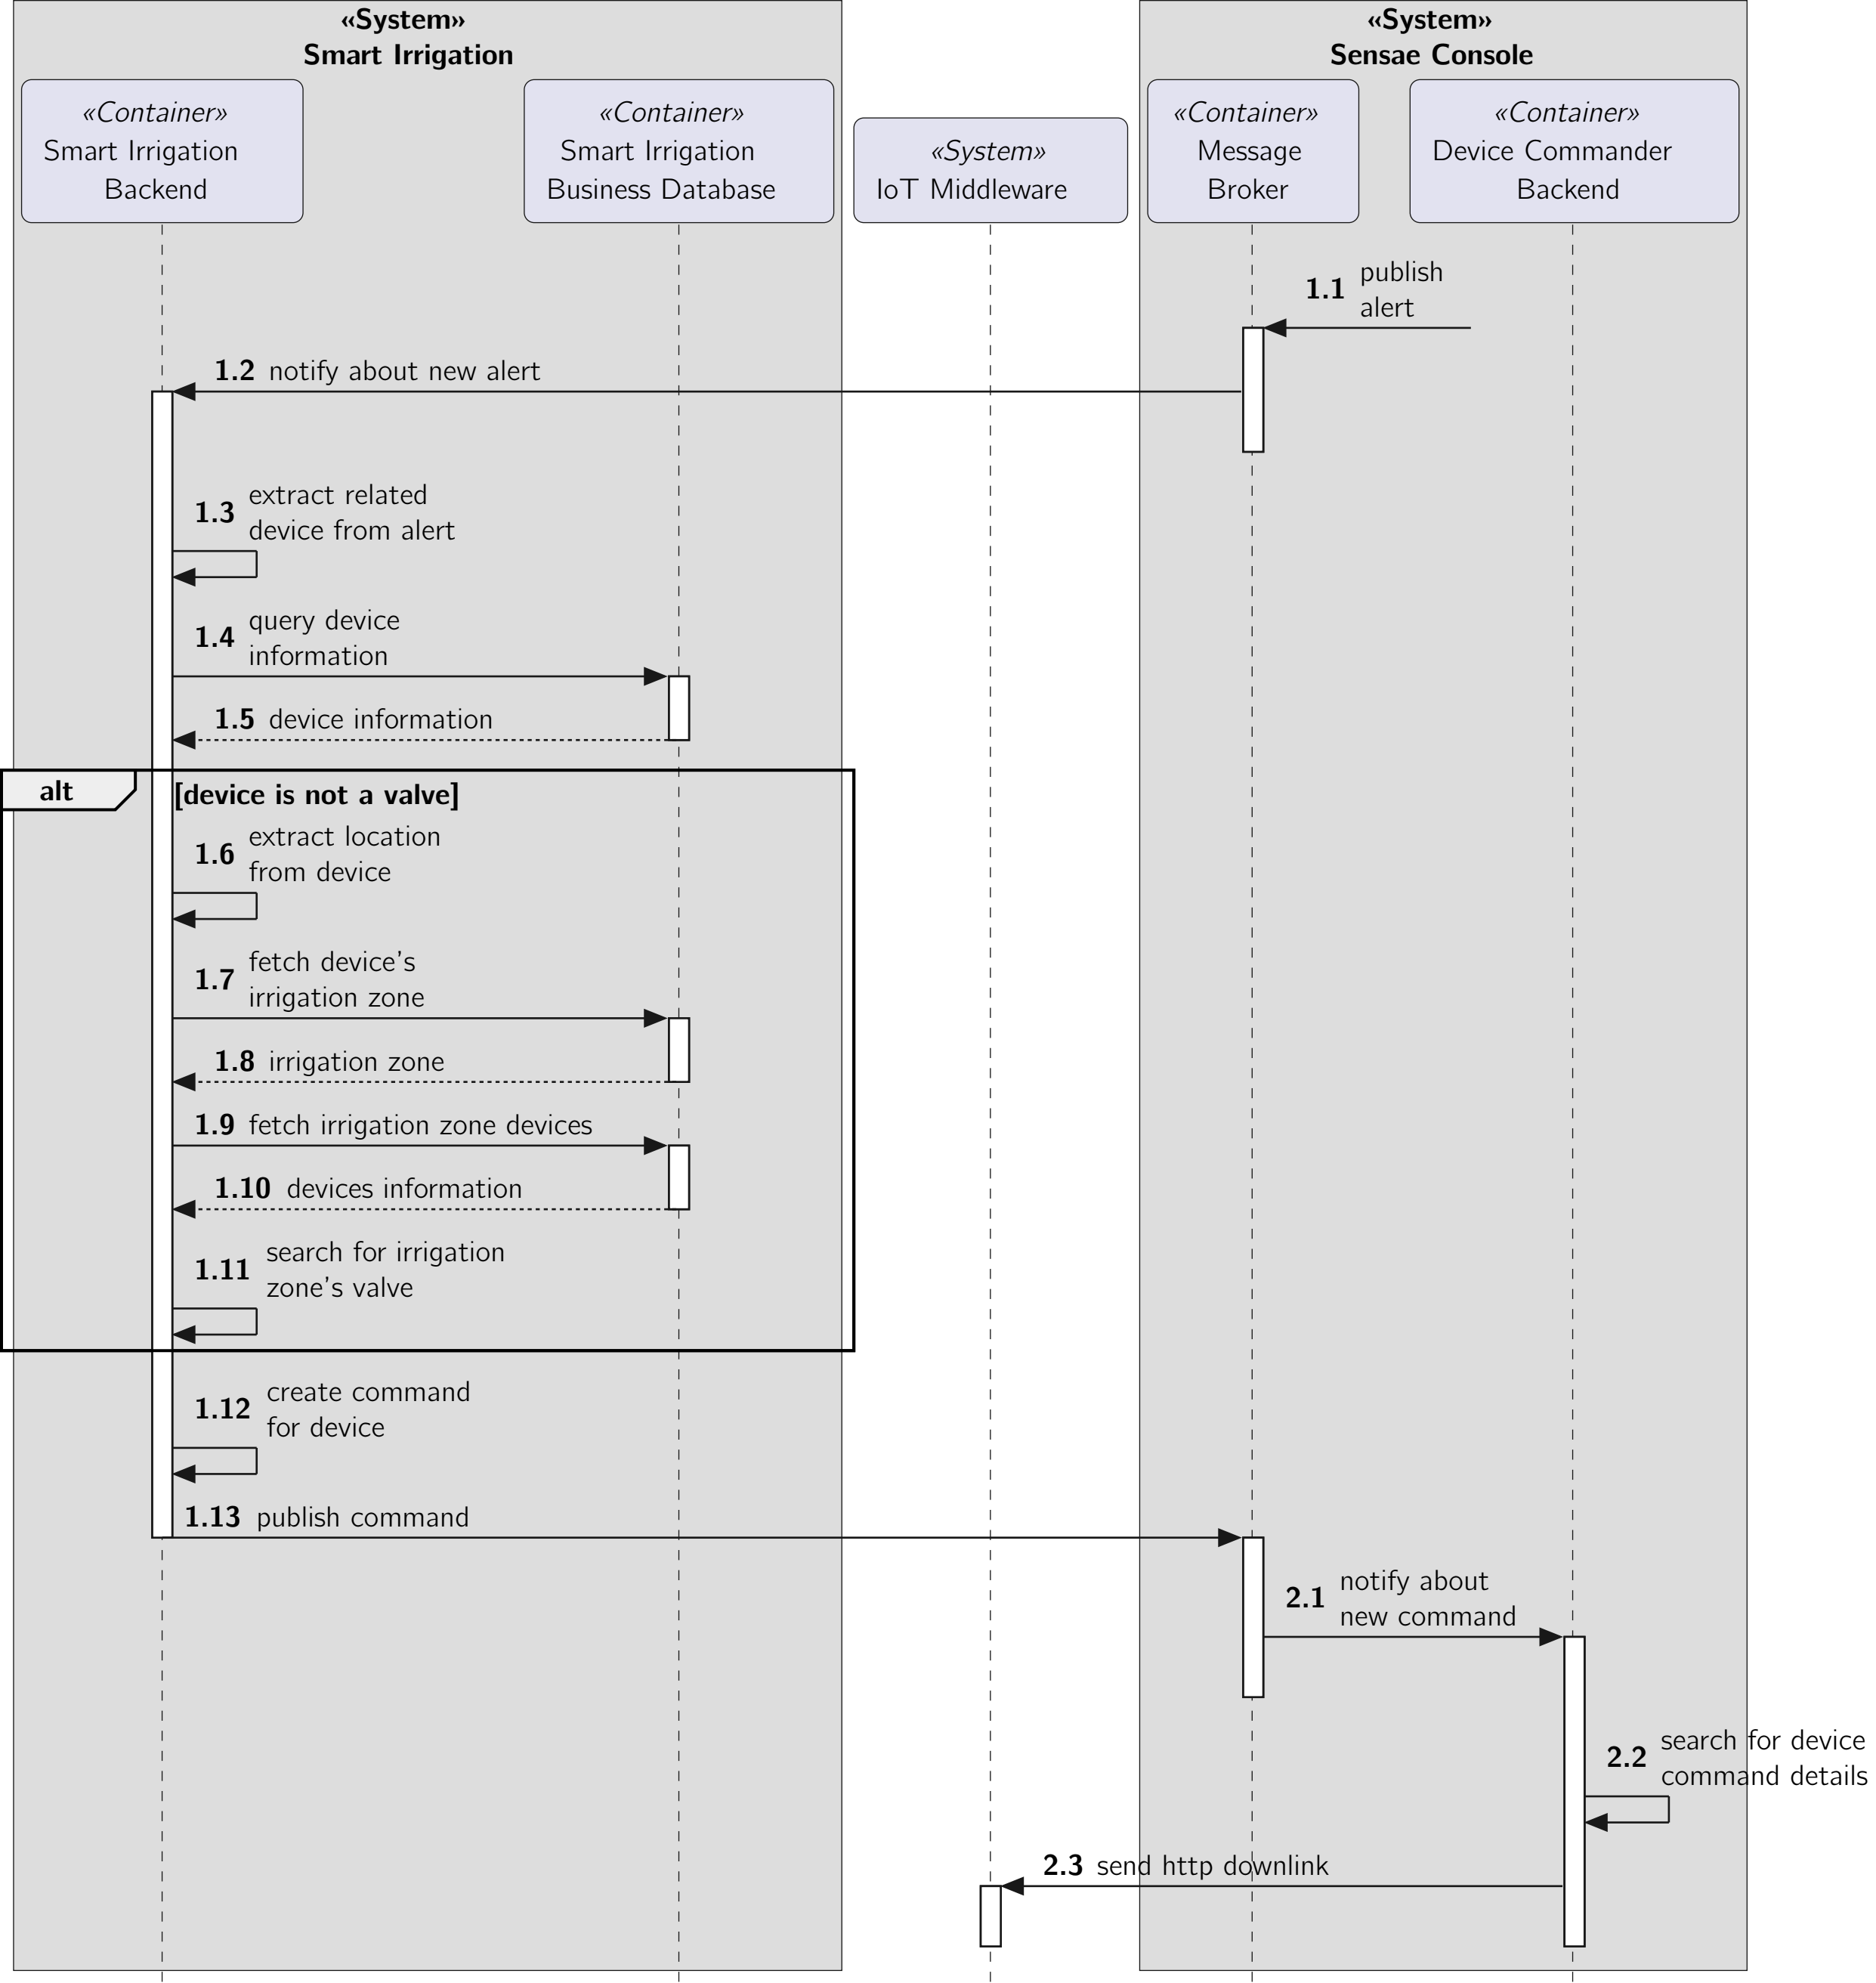 «System»
Smart Irrigation
«System»
Sensae Console
«Container»
Smart Irrigation
Backend
«Container»
Smart Irrigation
Business Database
«System»
IoT Middleware
«Container»
Message
Broker
«Container»
Device Commander
Backend
1.1 publish
alert
1.2 notify about new alert
1.3 extract related
device from alert
1.4 query device
information
1.5 device information
alt [device is not a valve]
1.6 extract location
from device
1.7 fetch device's
irrigation zone
1.8 irrigation zone
1.9 fetch irrigation zone devices
1.10 devices information
1.11 search for irrigation
zone's valve
1.12 create command
for device
1.13 publish command
2.1 notify about
new command
2.2 search for device
command details
2.3 send http downlink